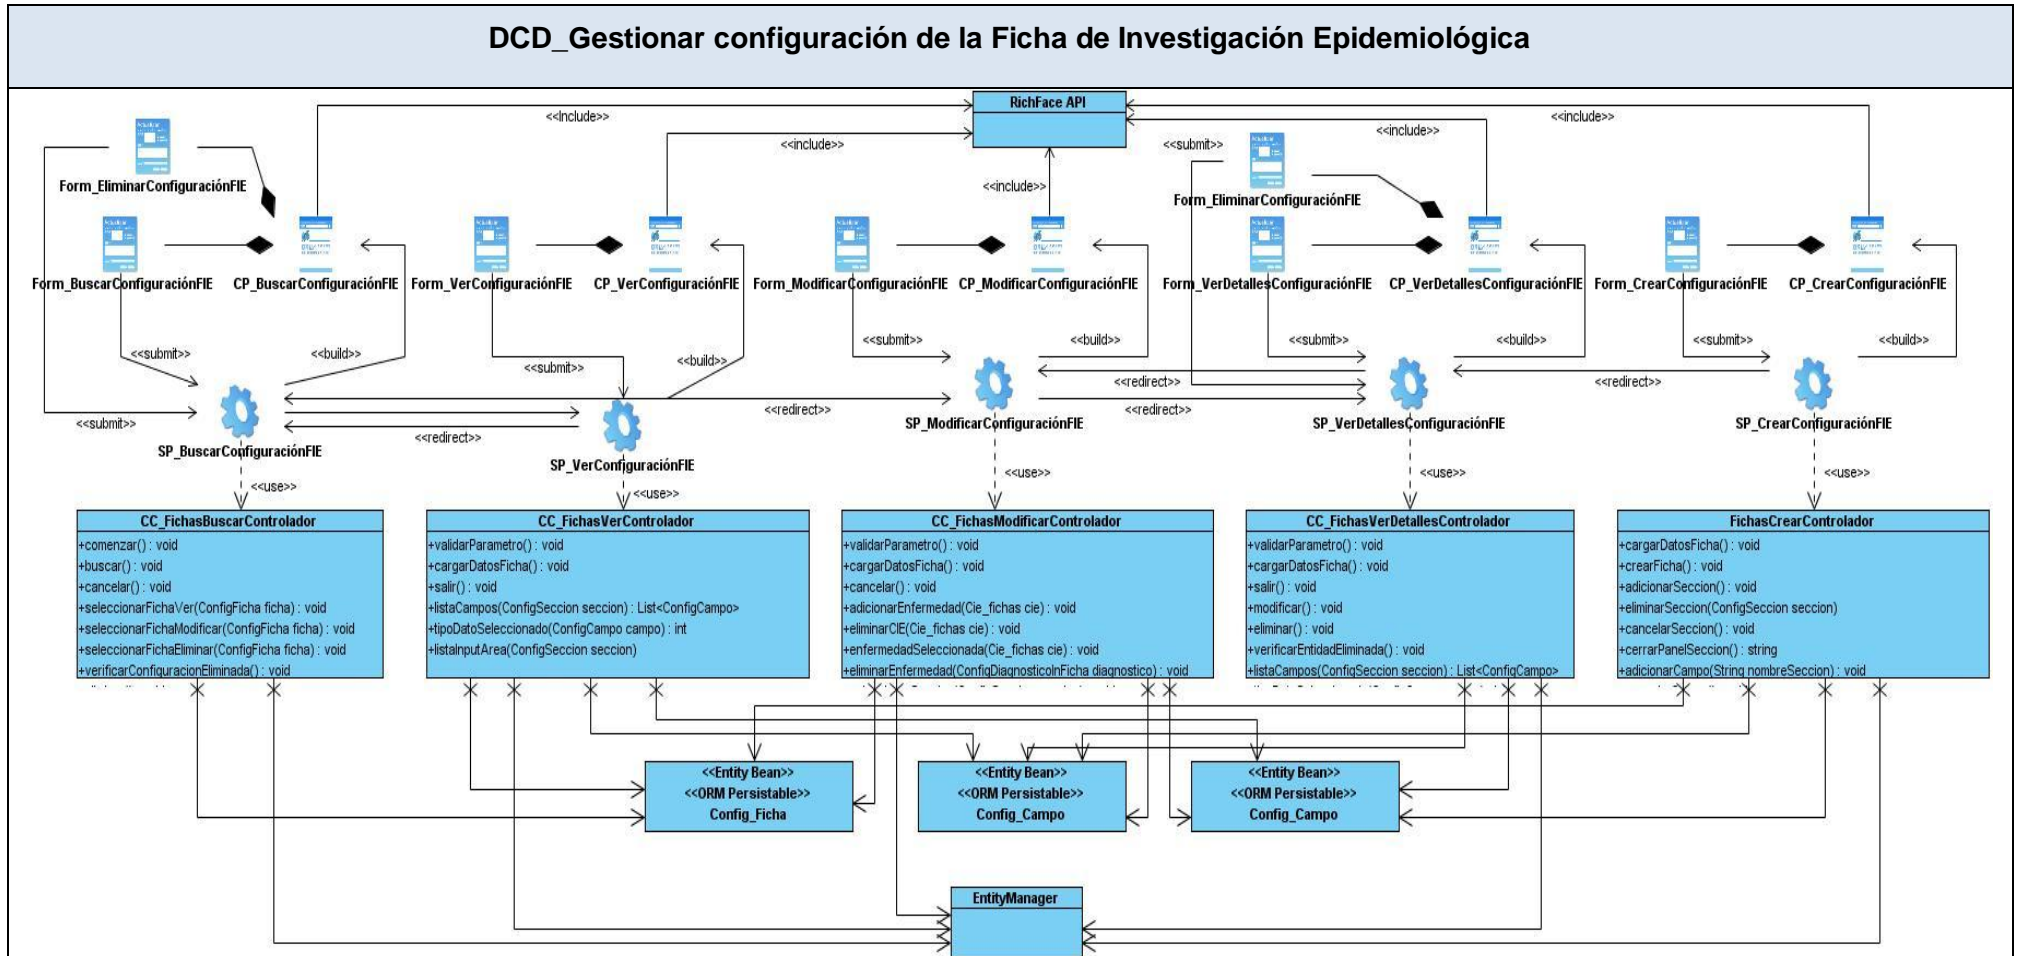 DCD_Gestionar configuración de la Ficha de Investigación Epidemiológica
RichFace API
<<Include>>
<<include>>
<<include>>
<<include>>
<<include>>
<<submit>>
Form_EliminarConfiguraciónFIE
Form_EliminarConfiguraciónFIE
Form_BuscarConfiguraciónFIE
CP_BuscarConfiguraciónFIE
Form_VerConfiguraciónFIE
CP_VerConfiguraciónFIE
Form_ModificarConfiguraciónFIE
CP_ModificarConfiguraciónFIE
Form_VerDetallesConfiguraciónFIE
CP_VerDetallesConfiguraciónFIE
Form_CrearConfiguraciónFIE
CP_CrearConfiguraciónFIE
<<submit>>
<<build>>
<<submit>>
<<build>>
<<submit>>
<<build>>
<<submit>>
<<build>>
<<submit>>
<<build>>
<<submit>>
<<redirect>>
<<redirect>>
<<redirect>>
<<redirect>>
<<redirect>>
SP_BuscarConfiguraciónFIE
SP_VerConfiguraciónFIE
SP_ModificarConfiguraciónFIE
SP_VerDetallesConfiguraciónFIE
SP_CrearConfiguraciónFIE
<<use>>
<<use>>
<<use>>
<<use>>
<<use>>
CC_FichasBuscarControlador
+comenzar() : void
+buscar() : void
+cancelar() : void
+seleccionarFichaVer(ConfigFicha ficha) : void
+seleccionarFichaModificar(ConfigFicha ficha) : void
+seleccionarFichaEliminar(ConfigFicha ficha) : void
+verificarConfiguracionEliminada() : void
CC_FichasVerControlador
+validarParametro() : void
+cargarDatosFicha() : void
+salir() : void
+listaCampos(ConfigSeccion seccion) : List<ConfigCampo>
+tipoDatoSeleccionado(ConfigCampo campo) : int
+listaInputArea(ConfigSeccion seccion)
CC_FichasModificarControlador
+validarParametro() : void
+cargarDatosFicha() : void
+cancelar() : void
+adicionarEnfermedad(Cie_fichas cie) : void
+eliminarCIE(Cie_fichas cie) : void
+enfermedadSeleccionada(Cie_fichas cie) : void
+eliminarEnfermedad(ConfigDiagnosticoInFicha diagnostico) : void
CC_FichasVerDetallesControlador
+validarParametro() : void
+cargarDatosFicha() : void
+salir() : void
+modificar() : void
+eliminar() : void
+verificarEntidadEliminada() : void
+listaCampos(ConfigSeccion seccion) : List<ConfigCampo>
FichasCrearControlador
+cargarDatosFicha() : void
+crearFicha() : void
+adicionarSeccion() : void
+eliminarSeccion(ConfigSeccion seccion)
+cancelarSeccion() : void
+cerrarPanelSeccion() : string
+adicionarCampo(String nombreSeccion) : void
<<Entity Bean>>
<<ORM Persistable>>
Config_Ficha
<<Entity Bean>>
<<ORM Persistable>>
Config_Campo
<<Entity Bean>>
<<ORM Persistable>>
Config_Campo
EntityManager